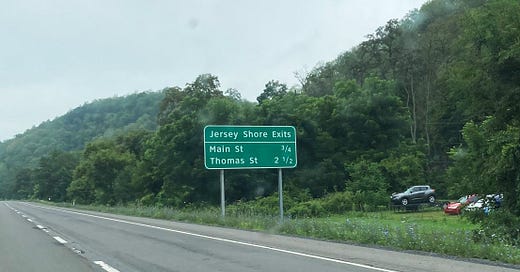 Jersey Shore Exits
Main St 3/4
Thomas St 2 1/2